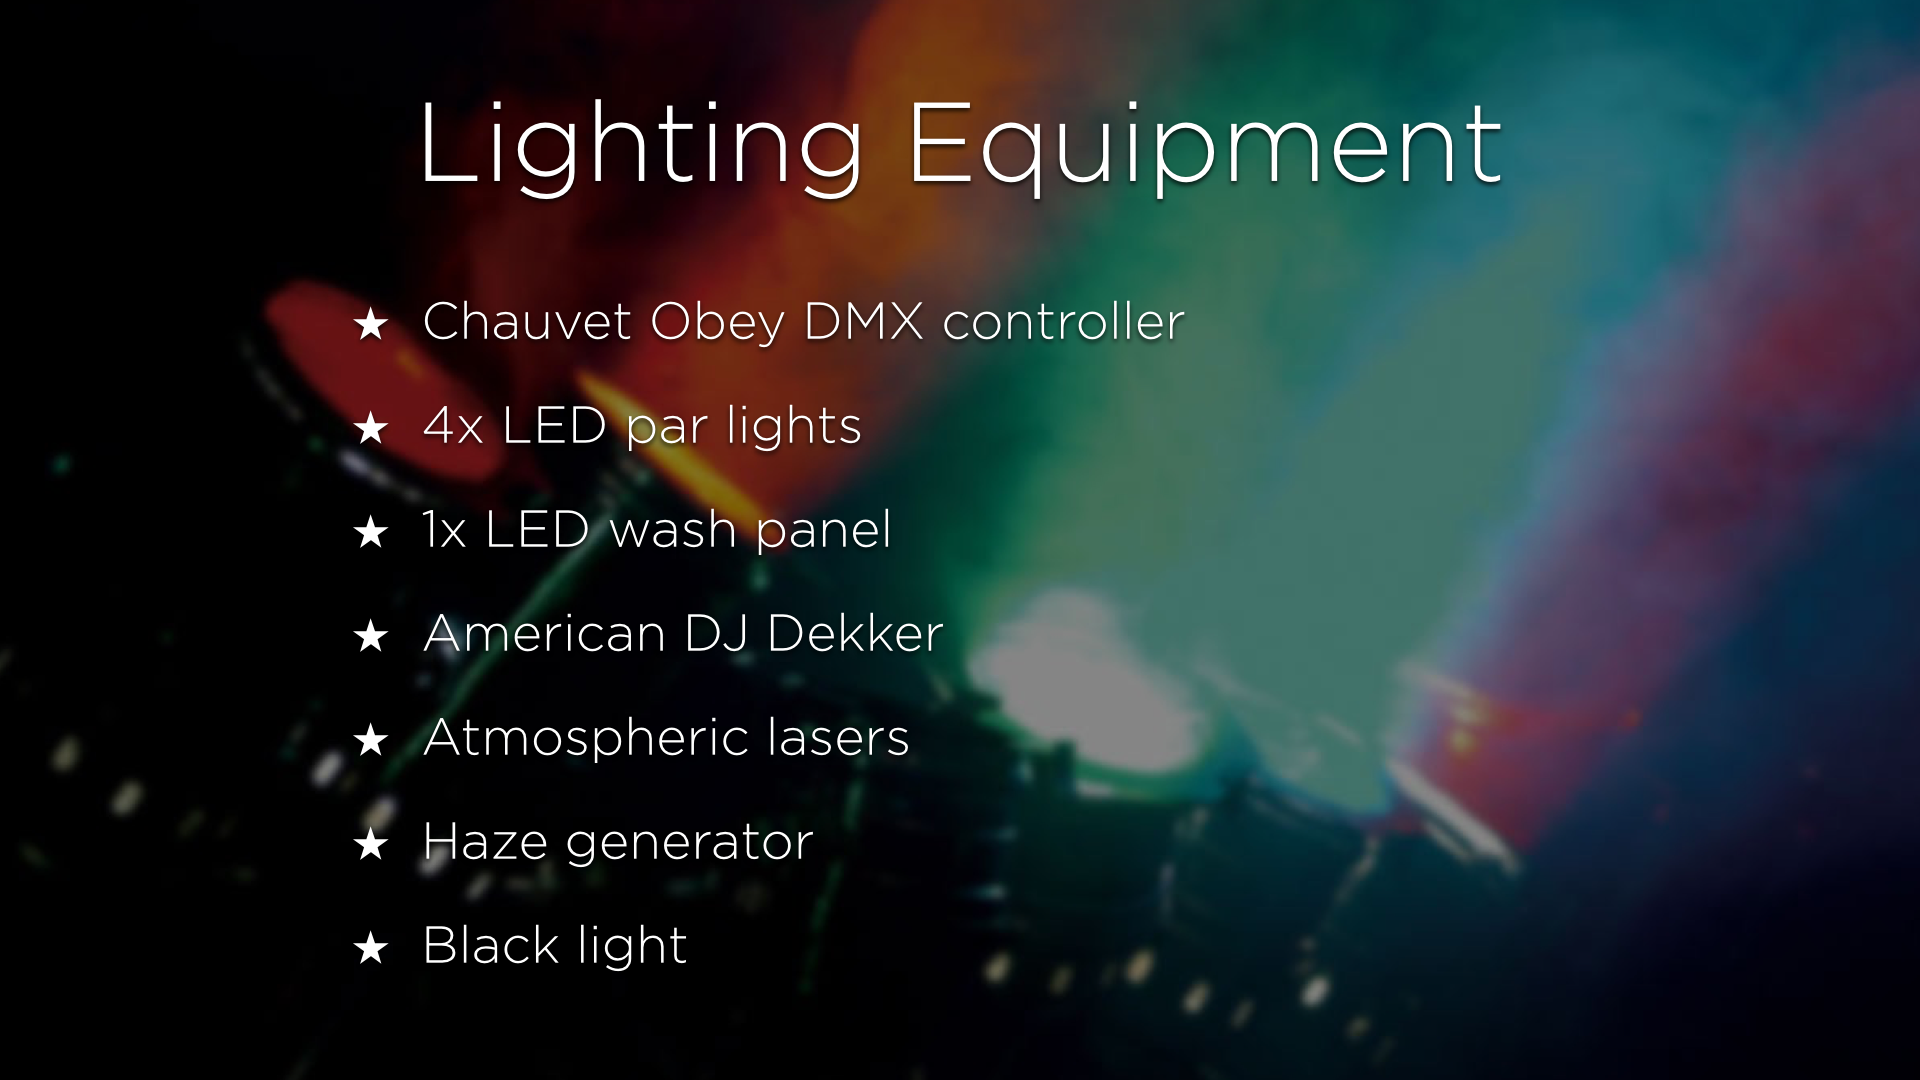 Lighting Equipment
★ Chauvet Obey DMX controller
★ 4x LED par lights
★ 1x LED wash panel
★ American DJ Dekker
★ Atmospheric lasers
★ Haze generator
★ Black light